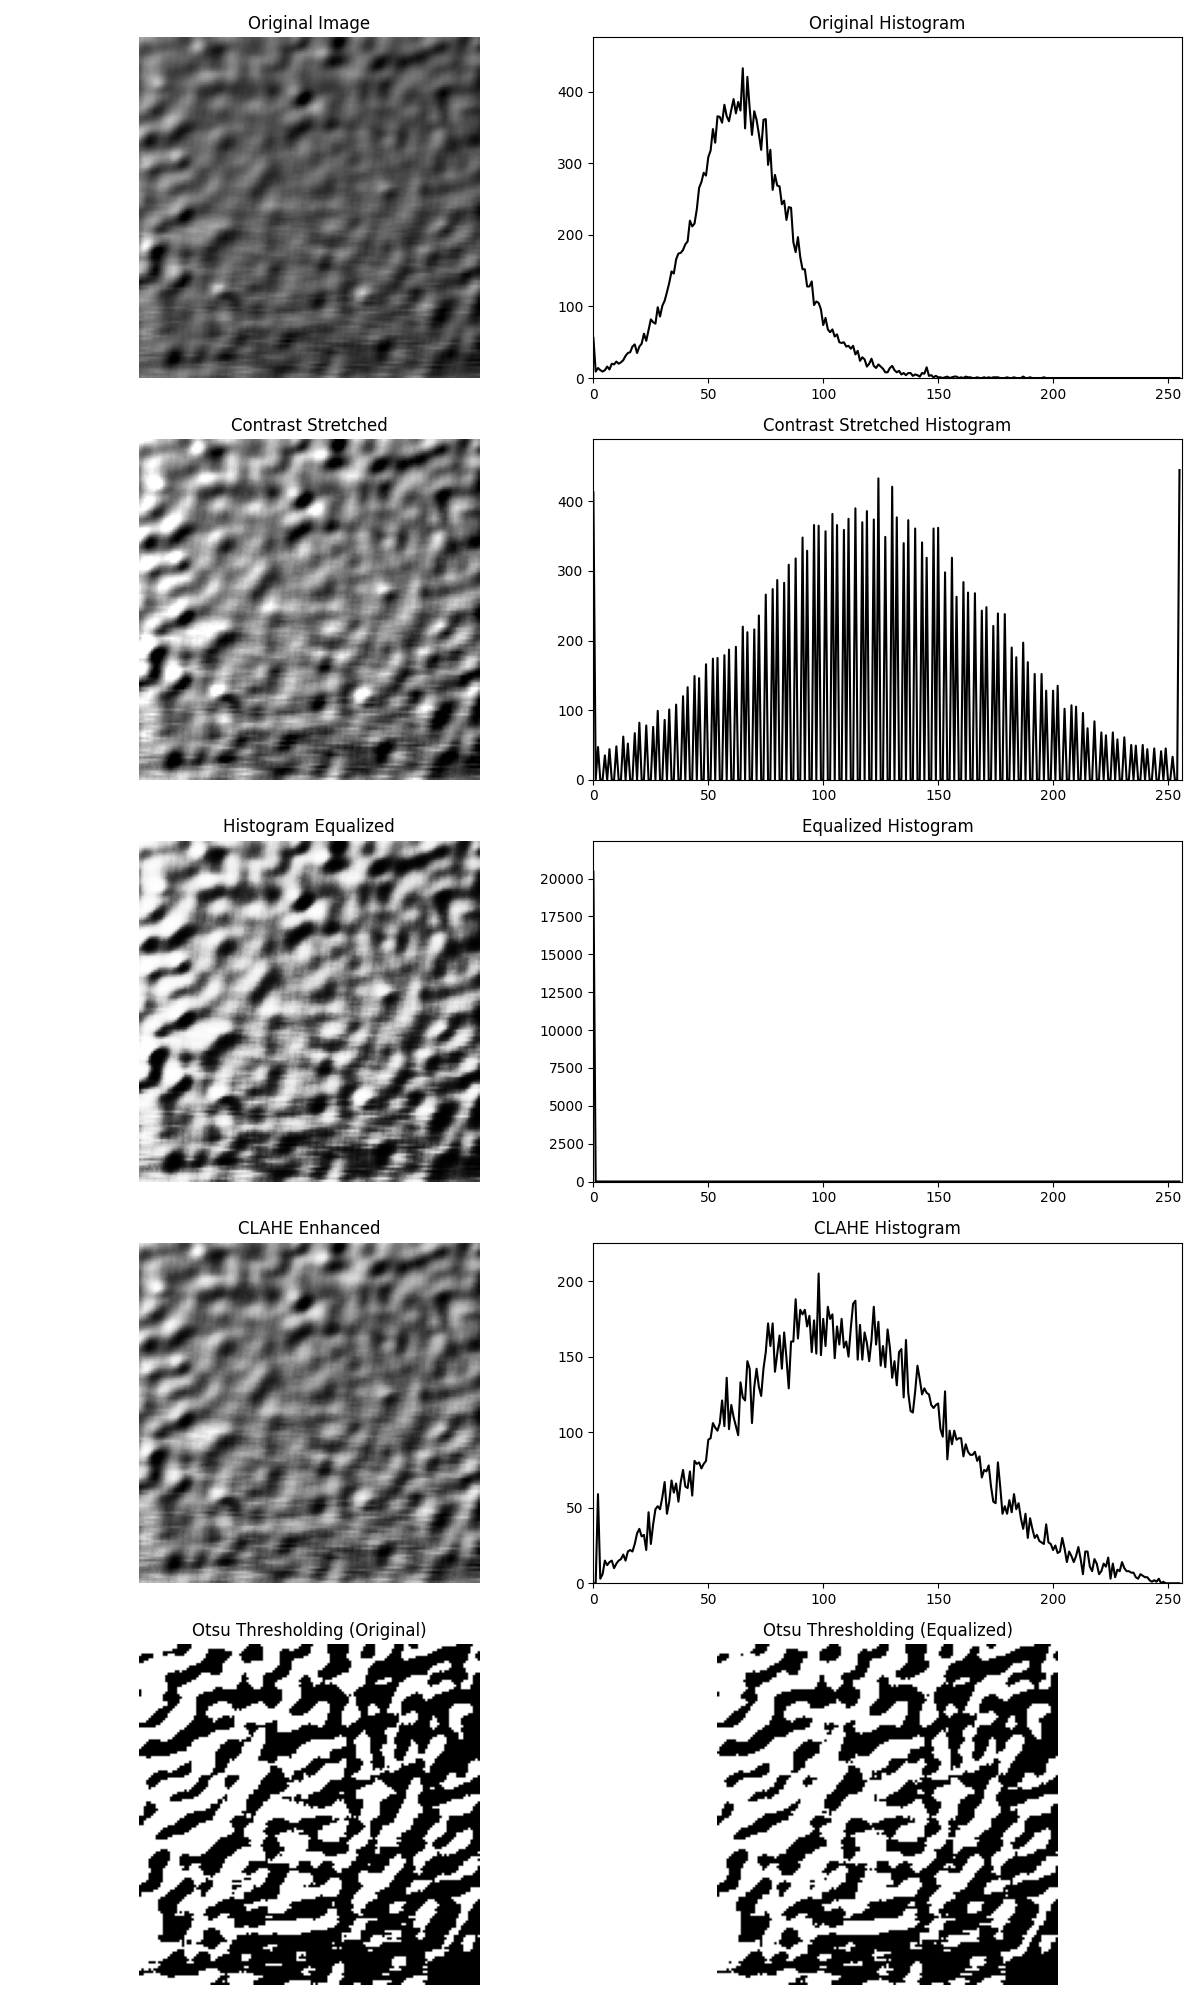 Original Image
Original Histogram
400
300
200
100
0
0 50 100 150 200 250
Contrast Stretched
Contrast Stretched Histogram
400
300
200
100
0
0 50 100 150 200 250
Histogram Equalized
Equalized Histogram
20000
17500
15000
12500
10000
7500
5000
2500
0
0 50 100 150 200 250
CLAHE Enhanced
CLAHE Histogram
200
150
100
50
0
0 50 100 150 200 250
Otsu Thresholding (Original)
Otsu Thresholding (Equalized)